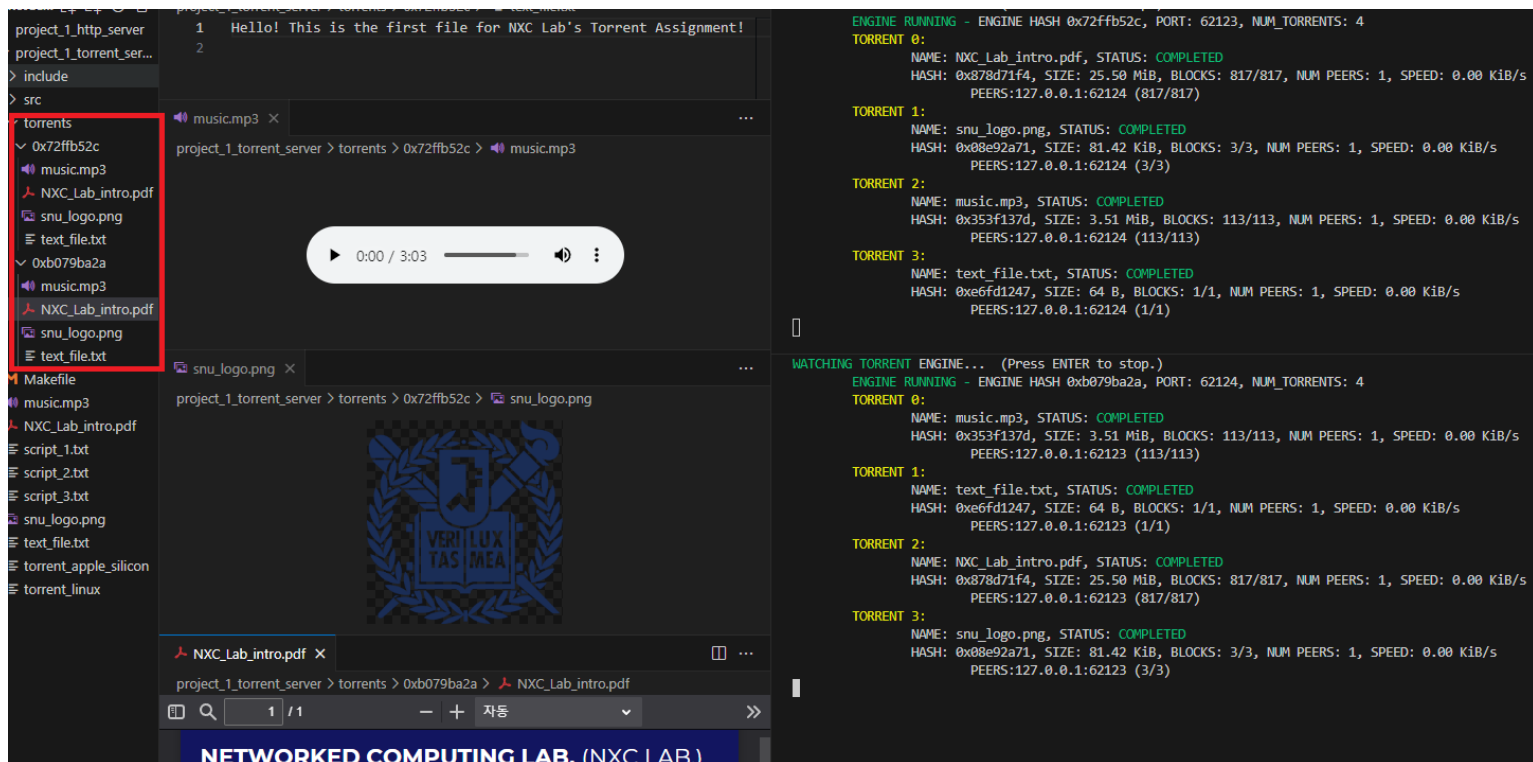 project_1_http_server
project_1_torrent_ser...
include
src
torrents
0x72ffb52c
music.mp3
NXC_Lab_intro.pdf
snu_logo.png
text_file.txt
0xb079ba2a
music.mp3
NXC_Lab_intro.pdf
snu_logo.png
text_file.txt
Makefile
music.mp3
NXC_Lab_intro.pdf
script_1.txt
script_2.txt
script_3.txt
snu_logo.png
text_file.txt
torrent_apple_silicon
torrent_linux
1 Hello! This is the first file for NXC Lab's Torrent Assignment!
2
music.mp3 ×
project_1_torrent_server > torrents > 0x72ffb52c > music.mp3
0:00 / 3:03
snu_logo.png ×
project_1_torrent_server > torrents > 0x72ffb52c > snu_logo.png
VERI LUX
TAS MEA
NXC_Lab_intro.pdf ×
project_1_torrent_server > torrents > 0xb079ba2a > NXC_Lab_intro.pdf
1 / 1 자동
NETWORKED COMPUTING LAB. (NXC LAB.)
ENGINE RUNNING - ENGINE HASH 0x72ffb52c, PORT: 62123, NUM_TORRENTS: 4
TORRENT 0:
NAME: NXC_Lab_intro.pdf, STATUS: COMPLETED
HASH: 0x878d71f4, SIZE: 25.50 MiB, BLOCKS: 817/817, NUM PEERS: 1, SPEED: 0.00 KiB/s
PEERS:127.0.0.1:62124 (817/817)
TORRENT 1:
NAME: snu_logo.png, STATUS: COMPLETED
HASH: 0x08e92a71, SIZE: 81.42 KiB, BLOCKS: 3/3, NUM PEERS: 1, SPEED: 0.00 KiB/s
PEERS:127.0.0.1:62124 (3/3)
TORRENT 2:
NAME: music.mp3, STATUS: COMPLETED
HASH: 0x353f137d, SIZE: 3.51 MiB, BLOCKS: 113/113, NUM PEERS: 1, SPEED: 0.00 KiB/s
PEERS:127.0.0.1:62124 (113/113)
TORRENT 3:
NAME: text_file.txt, STATUS: COMPLETED
HASH: 0xe6fd1247, SIZE: 64 B, BLOCKS: 1/1, NUM PEERS: 1, SPEED: 0.00 KiB/s
PEERS:127.0.0.1:62124 (1/1)
WATCHING TORRENT ENGINE... (Press ENTER to stop.)
ENGINE RUNNING - ENGINE HASH 0xb079ba2a, PORT: 62124, NUM_TORRENTS: 4
TORRENT 0:
NAME: music.mp3, STATUS: COMPLETED
HASH: 0x353f137d, SIZE: 3.51 MiB, BLOCKS: 113/113, NUM PEERS: 1, SPEED: 0.00 KiB/s
PEERS:127.0.0.1:62123 (113/113)
TORRENT 1:
NAME: text_file.txt, STATUS: COMPLETED
HASH: 0xe6fd1247, SIZE: 64 B, BLOCKS: 1/1, NUM PEERS: 1, SPEED: 0.00 KiB/s
PEERS:127.0.0.1:62123 (1/1)
TORRENT 2:
NAME: NXC_Lab_intro.pdf, STATUS: COMPLETED
HASH: 0x878d71f4, SIZE: 25.50 MiB, BLOCKS: 817/817, NUM PEERS: 1, SPEED: 0.00 KiB/s
PEERS:127.0.0.1:62123 (817/817)
TORRENT 3:
NAME: snu_logo.png, STATUS: COMPLETED
HASH: 0x08e92a71, SIZE: 81.42 KiB, BLOCKS: 3/3, NUM PEERS: 1, SPEED: 0.00 KiB/s
PEERS:127.0.0.1:62123 (3/3)